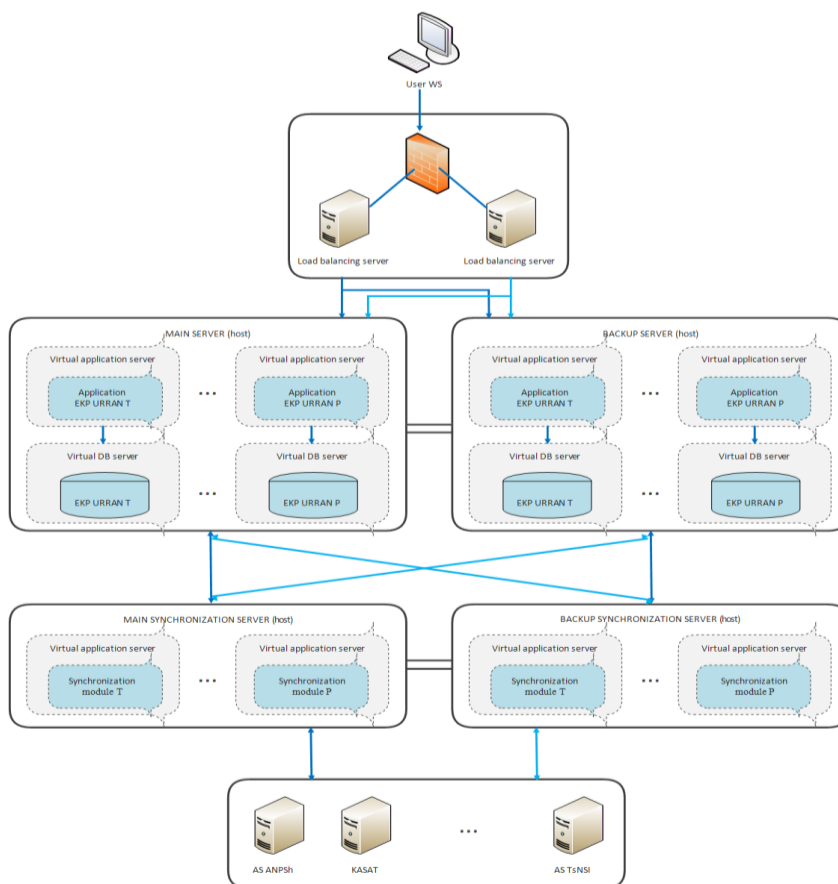 User WS
Load balancing server
Load balancing server
MAIN SERVER (host)
BACKUP SERVER (host)
Virtual application server
Virtual application server
Virtual application server
Virtual application server
Application
EKP URRAN T
...
Application
EKP URRAN P
Application
EKP URRAN T
...
Application
EKP URRAN P
Virtual DB server
Virtual DB server
Virtual DB server
Virtual DB server
EKP URRAN T
...
EKP URRAN P
EKP URRAN T
...
EKP URRAN P
MAIN SYNCHRONIZATION SERVER (host)
BACKUP SYNCHRONIZATION SERVER (host)
Virtual application server
Virtual application server
Virtual application server
Virtual application server
Synchronization
module T
...
Synchronization
module P
Synchronization
module T
...
Synchronization
module P
...
AS ANPSh
KASAT
AS TsNSI